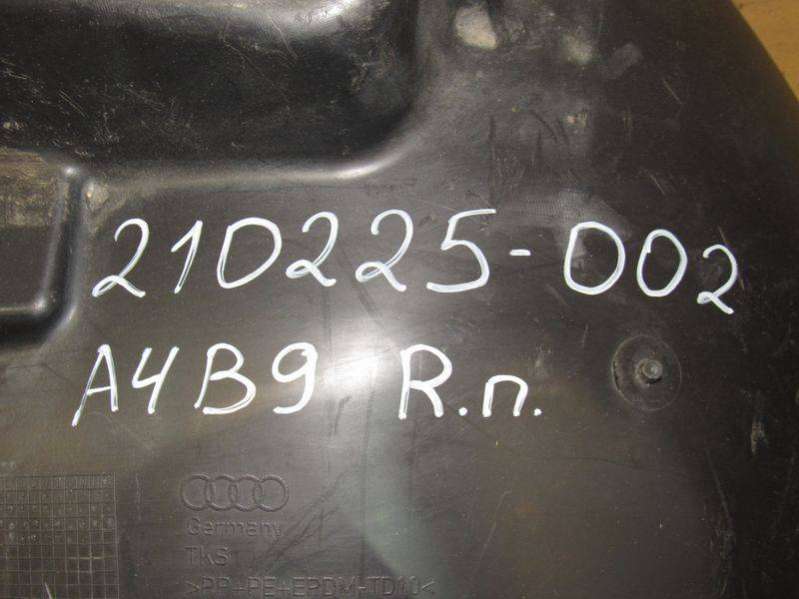 210225-002
A4B9 R.п.
Germany
TKS
>PP+PE+EPDM-TD10<